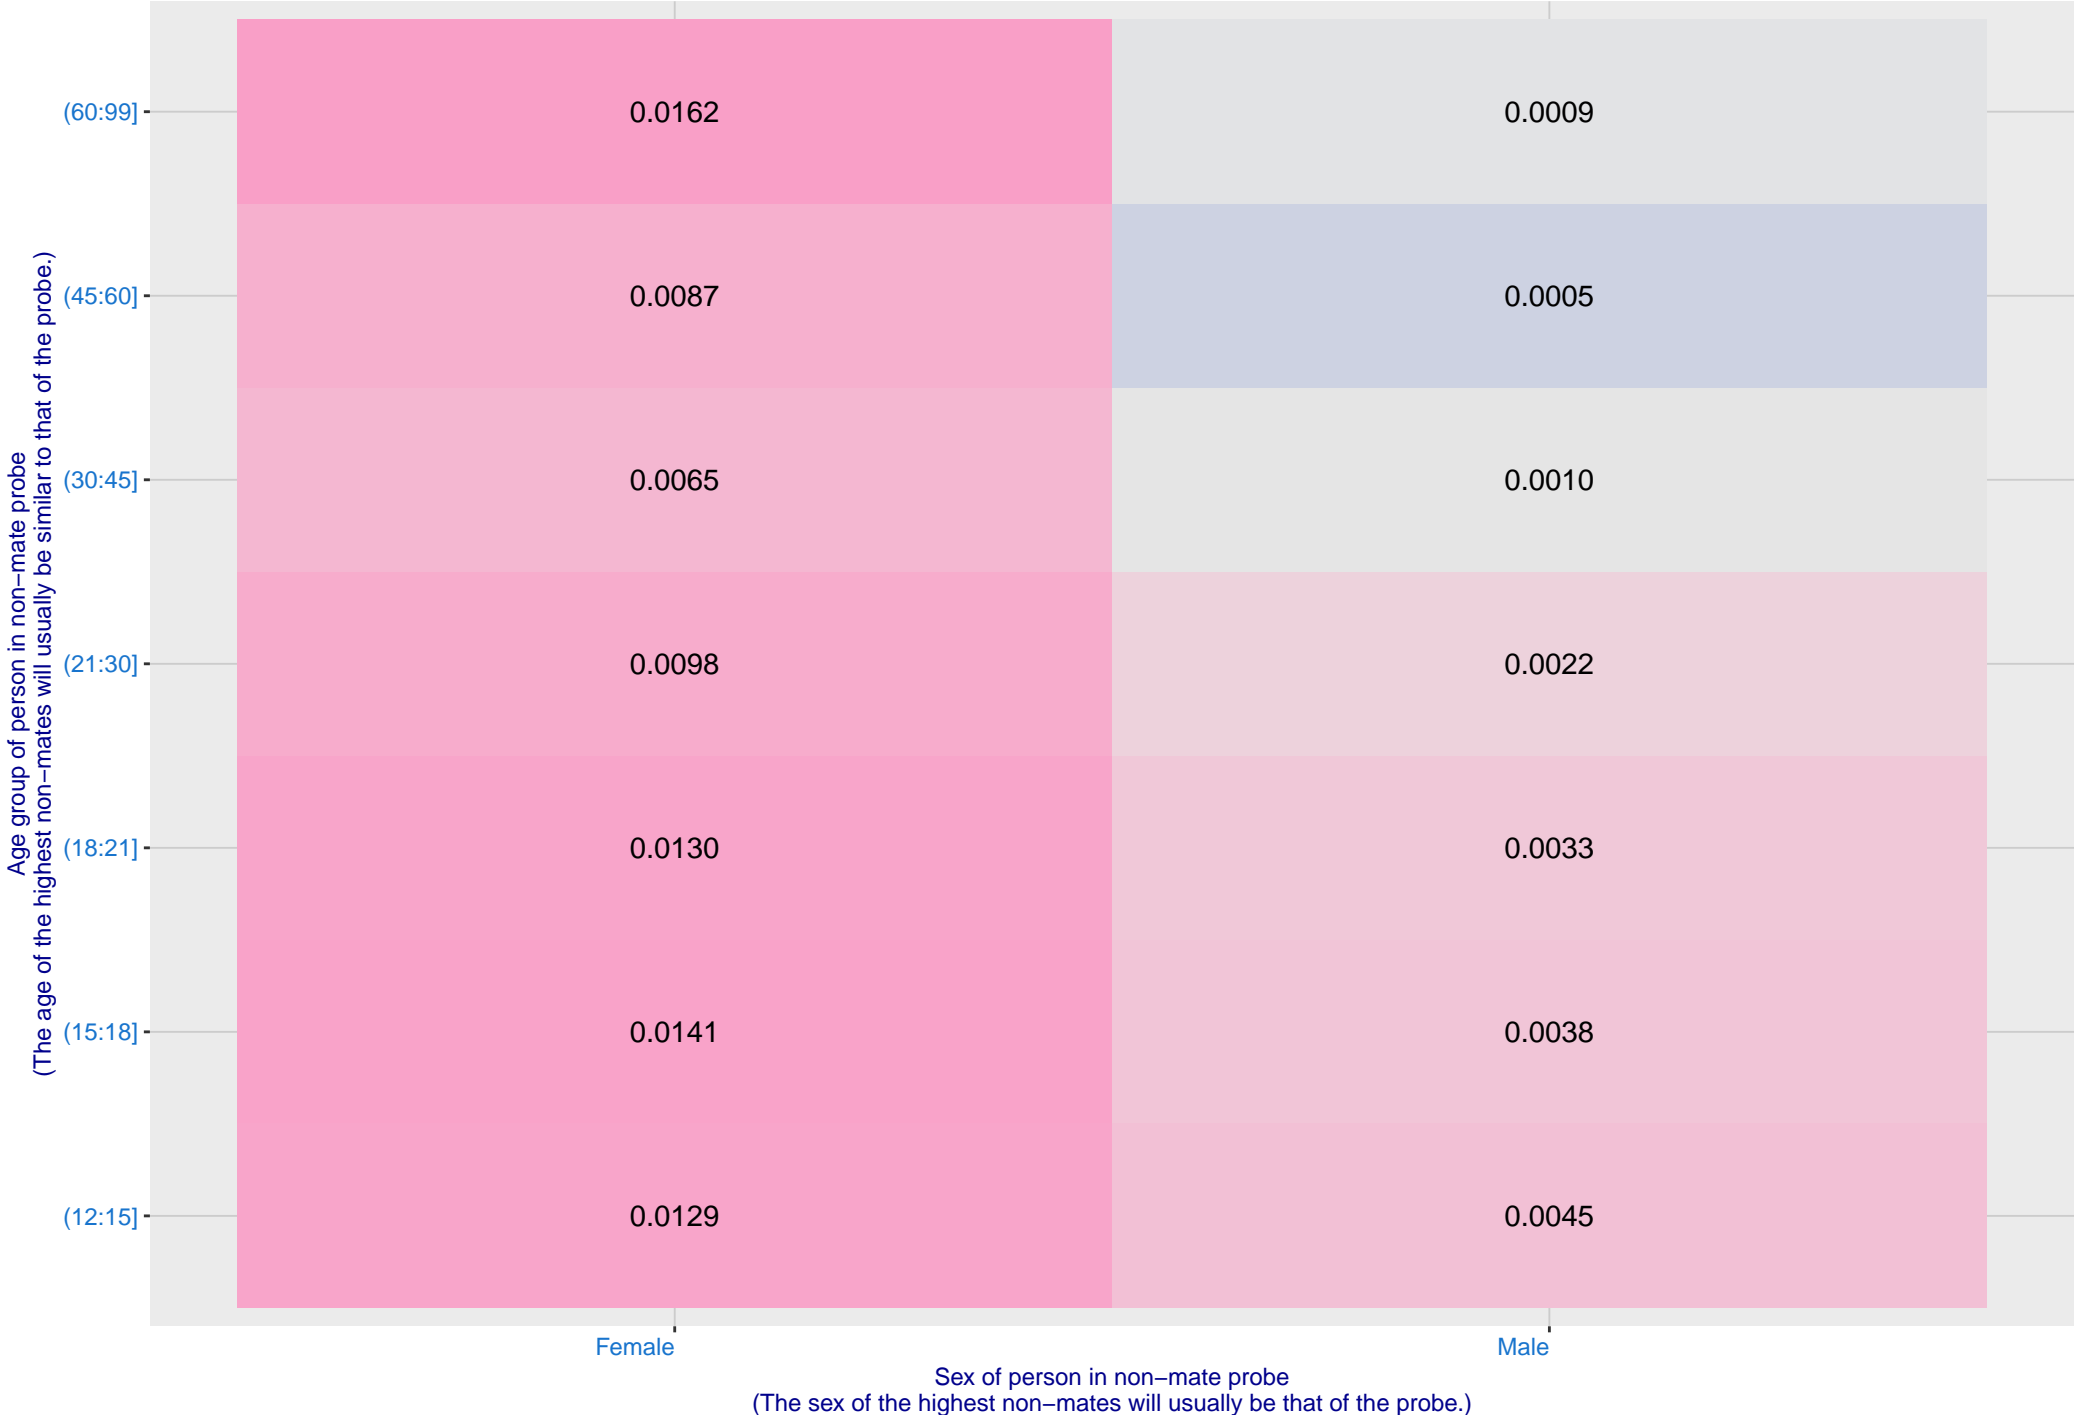 Age group of person in non−mate probe
(The age of the highest non−mates will usually be similar to that of the probe.)
(60:99] 0.0162 0.0009
(45:60] 0.0087 0.0005
(30:45] 0.0065 0.0010
(21:30] 0.0098 0.0022
(18:21] 0.0130 0.0033
(15:18] 0.0141 0.0038
(12:15] 0.0129 0.0045
Female Male
Sex of person in non−mate probe
(The sex of the highest non−mates will usually be that of the probe.)